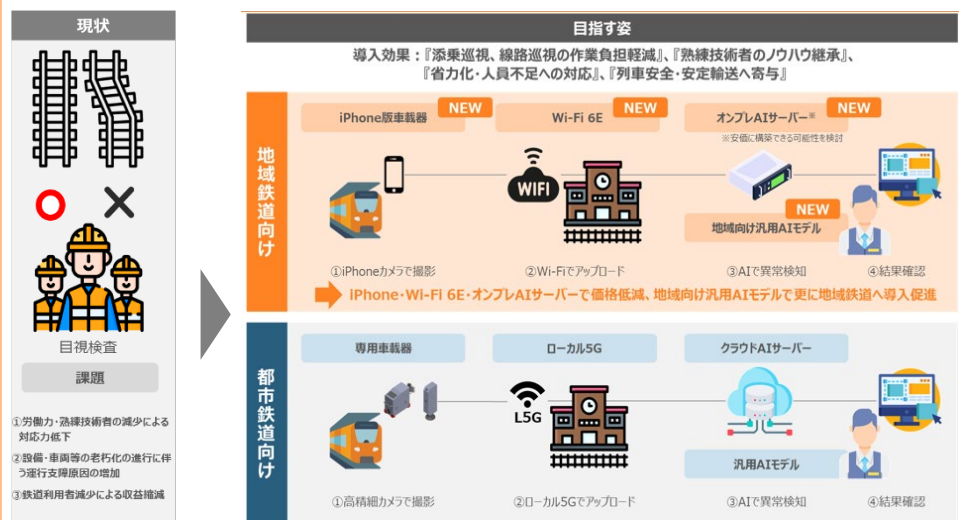 現状
目視検査
課題
①労働力・熟練技術者の減少による
対応力低下
②設備・車両等の老朽化の進行に伴
う運行支障原因の増加
③鉄道利用者減少による収益縮減
目指す姿
導入効果：『添乗巡視、線路巡視の作業負担軽減』、『熟練技術者のノウハウ継承』、
『省力化・人員不足への対応』、『列車安全・安定輸送へ寄与』
地域鉄道向け
iPhone版車載器
NEW
Wi-Fi 6E
NEW
オンプレAIサーバー※
NEW
※安価に構築できる可能性を検討
WIFI
NEW
地域向け汎用AIモデル
①iPhoneカメラで撮影
②Wi-Fiでアップロード
③AIで異常検知
④結果確認
iPhone・Wi-Fi 6E・オンプレAIサーバーで価格低減、地域向け汎用AIモデルで更に地域鉄道へ導入促進
都市鉄道向け
専用車載器
ローカル5G
クラウドAIサーバー
L5G
汎用AIモデル
①高精細カメラで撮影
②ローカル5Gでアップロード
③AIで異常検知
④結果確認